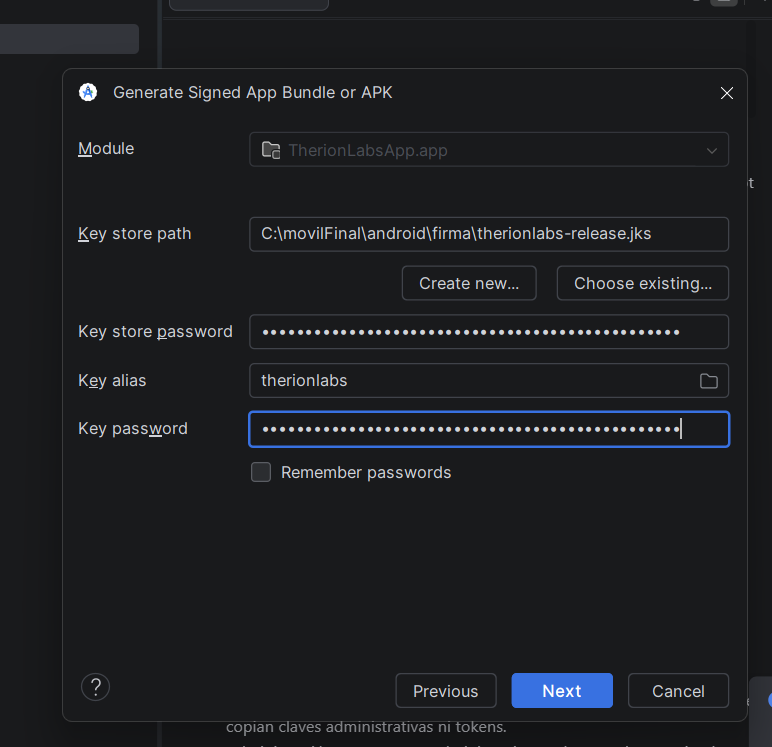 Generate Signed App Bundle or APK
Module
TherionLabsApp.app
Key store path
C:\movilFinal\android\firma\therionlabs-release.jks
Create new...
Choose existing...
Key store password
••••••••••••••••••••••••••••••••••••••••••••••••
Key alias
therionlabs
Key password
••••••••••••••••••••••••••••••••••••••••••••••••
Remember passwords
?
Previous
Next
Cancel
copian claves administrativas ni tokens.